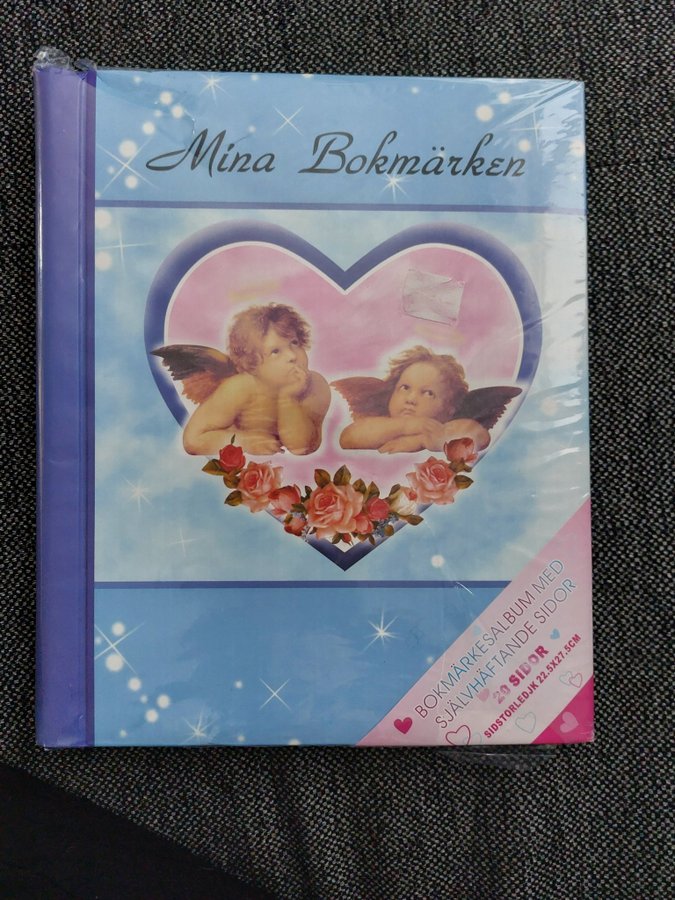 Mina Bokmärken
BOKMÄRKESALBUM MED
SJÄLVHÄFTANDE SIDOR
20 SIDOR
SIDSTORLEDJK 22.5X27.5CM